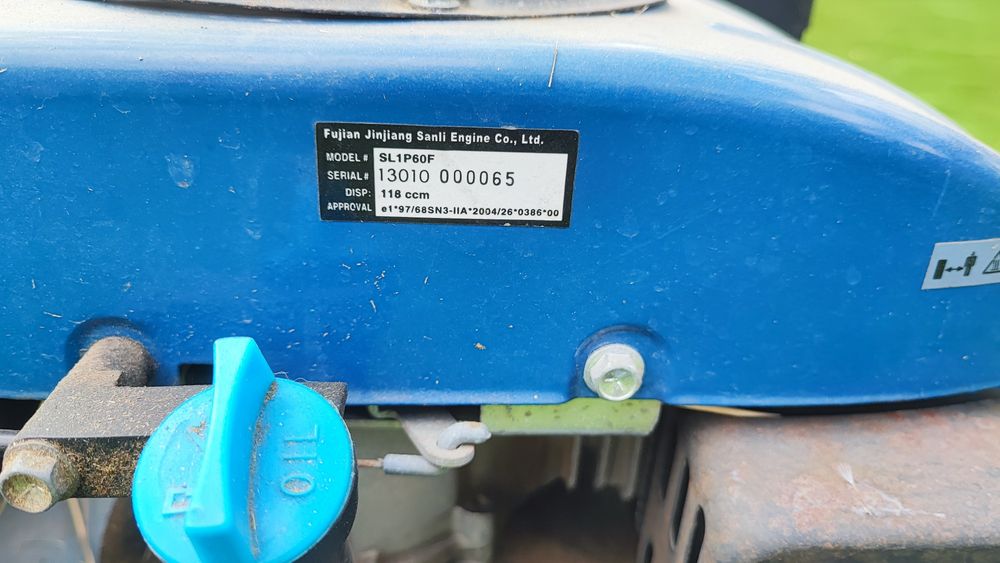 Fujian Jinjiang Sanli Engine Co., Ltd.
MODEL # SL1P60F
SERIAL # 13010 000065
DISP: 118 ccm
APPROVAL e1*97/68SN3-IIA*2004/26*0386*00
OIL